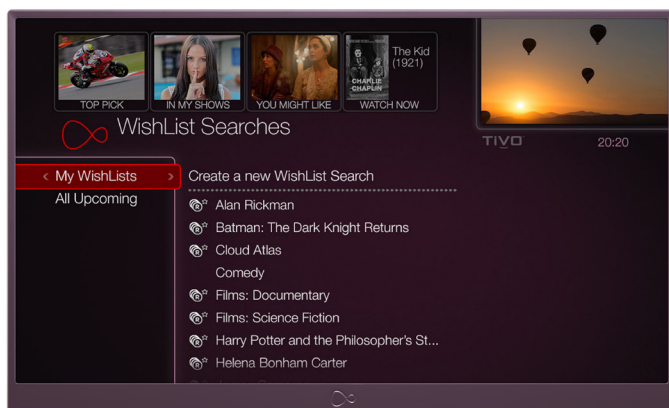 The Kid
(1921)
CHARLIE
CHAPLIN
TOP PICK
IN MY SHOWS
YOU MIGHT LIKE
WATCH NOW
WishList Searches
TIVO
20:20
My WishLists
All Upcoming
Create a new WishList Search
Alan Rickman
Batman: The Dark Knight Returns
Cloud Atlas
Comedy
Films: Documentary
Films: Science Fiction
Harry Potter and the Philosopher's St...
Helena Bonham Carter